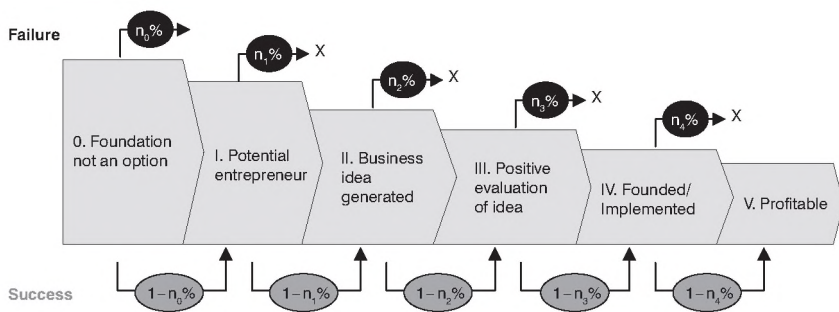 Failure
n₀%
n₁% X
n₂% X
n₃% X
n₄% X
0. Foundation
not an option
I. Potential
entrepreneur
II. Business
idea
generated
III. Positive
evaluation
of idea
IV. Founded/
Implemented
V. Profitable
Success
1–n₀%
1–n₁%
1–n₂%
1–n₃%
1–n₄%